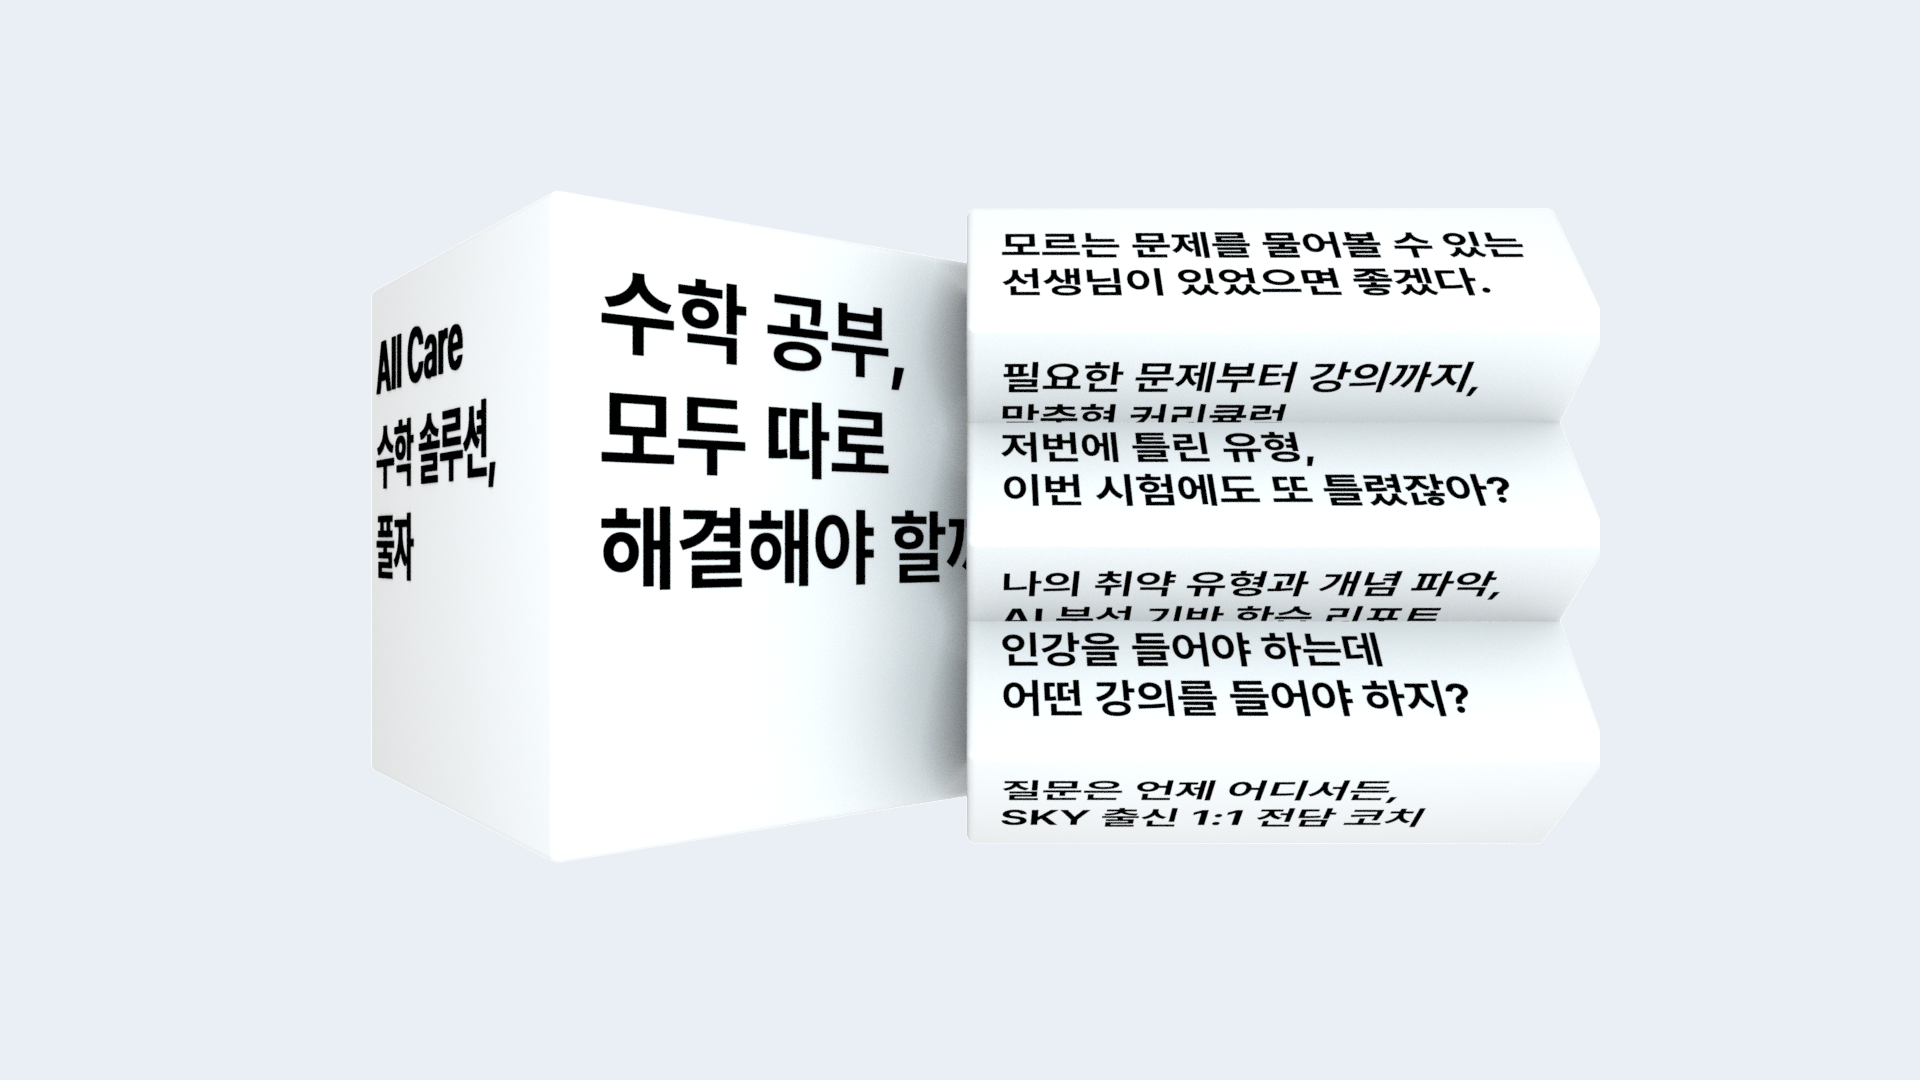 All Care
수학 솔루션,
풀자
수학 공부,
모두 따로
해결해야
모르는 문제를 물어볼 수 있는
선생님이 있었으면 좋겠다.
필요한 문제부터 강의까지,
맞춤형 커리큘럼
저번에 틀린 유형,
이번 시험에도 또 틀렸잖아?
나의 취약 유형과 개념 파악,
AI 분석 기반 학습 리포트
인강을 들어야 하는데
어떤 강의를 들어야 하지?
질문은 언제 어디서든,
SKY 출신 1:1 전담 코치